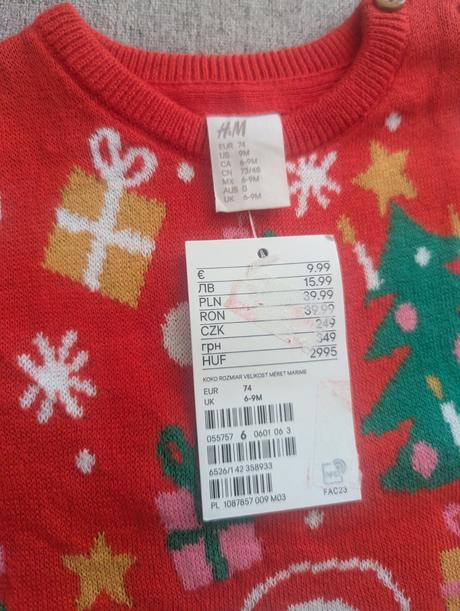 H&M
EUR 74
US 9M
CA 6-9M
CN 73/48
MX 6-9M
AUS 0
UK 6-9M
€ 9.99
ЛВ 15.99
PLN 39.99
RON 39.99
CZK 249
грн 349
HUF 2995
KOKO ROZMIAR VELIKOST MÉRET MARIME
EUR 74
UK 6-9M
055757 6 0601 06 3
6526/142 358933
FAC23
PL 1087857 009 M03